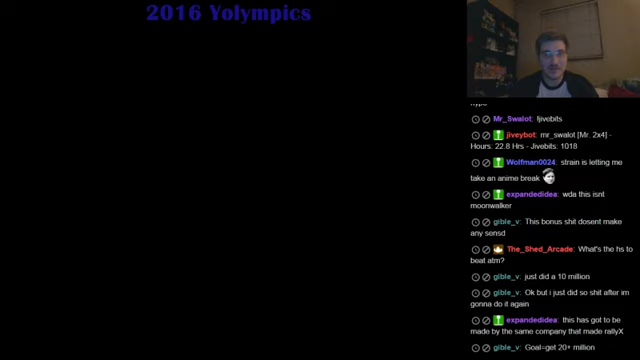 2016 Yolympics
hype
Mr_Swalot: !jivebits
jiveybot: mr_swalot [Mr. 2x4] -
Hours: 22.8 Hrs - Jivebits: 1018
Wolfman0024: strain is letting me
take an anime break
expandedidea: wda this isnt
moonwalker
gible_v: This bonus shit dosent make
any sensd
The_Shed_Arcade: What's the hs to
beat atm?
gible_v: just did a 10 million
gible_v: Ok but i just did so shit after im
gonna do it again
expandedidea: this has got to be
made by the same company that made rallyX
gible_v: Goal=get 20+ million